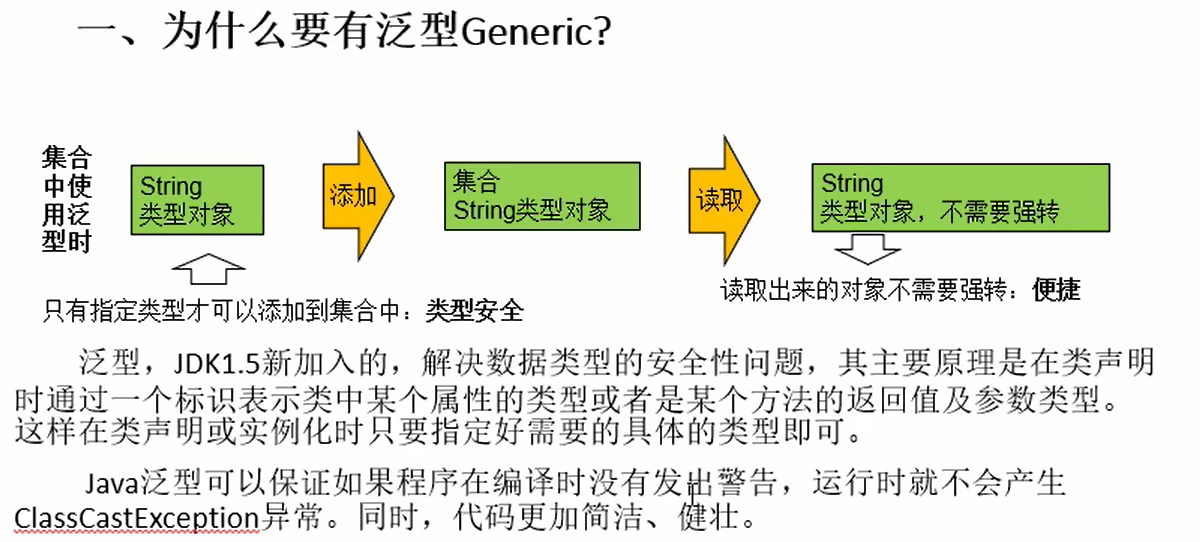 一、为什么要有泛型Generic?
集合
中使
用泛
型时
String
类型对象
添加
集合
String类型对象
读取
String
类型对象，不需要强转
只有指定类型才可以添加到集合中：类型安全
读取出来的对象不需要强转：便捷
泛型，JDK1.5新加入的，解决数据类型的安全性问题，其主要原理是在类声明
时通过一个标识表示类中某个属性的类型或者是某个方法的返回值及参数类型。
这样在类声明或实例化时只要指定好需要的具体的类型即可。
Java泛型可以保证如果程序在编译时没有发出警告，运行时就不会产生
ClassCastException异常。同时，代码更加简洁、健壮。